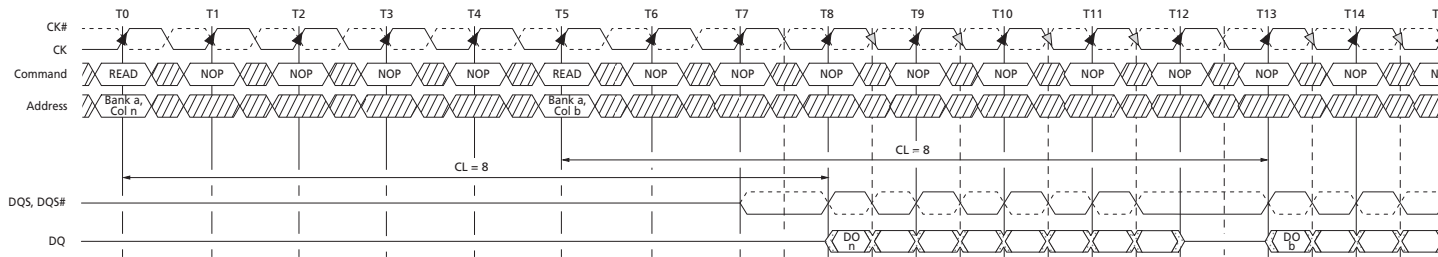 T0 T1 T2 T3 T4 T5 T6 T7 T8 T9 T10 T11 T12 T13 T14 T
CK#
CK
Command READ NOP NOP NOP NOP READ NOP NOP NOP NOP NOP NOP NOP NOP NOP N
Address Bank a, Col n Bank a, Col b
CL = 8
CL = 8
DQS, DQS#
DQ DO n DO b